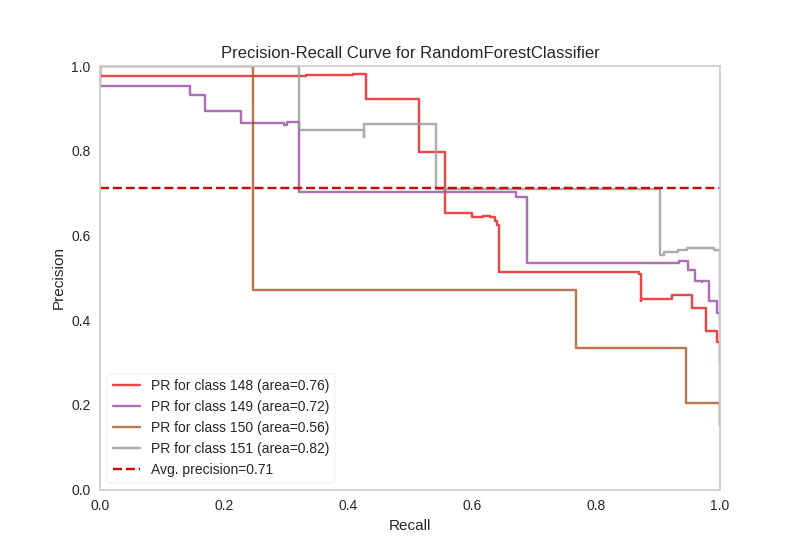 Precision-Recall Curve for RandomForestClassifier
1.0
0.8
0.6
0.4
0.2
0.0
Precision
PR for class 148 (area=0.76)
PR for class 149 (area=0.72)
PR for class 150 (area=0.56)
PR for class 151 (area=0.82)
Avg. precision=0.71
0.0 0.2 0.4 0.6 0.8 1.0
Recall